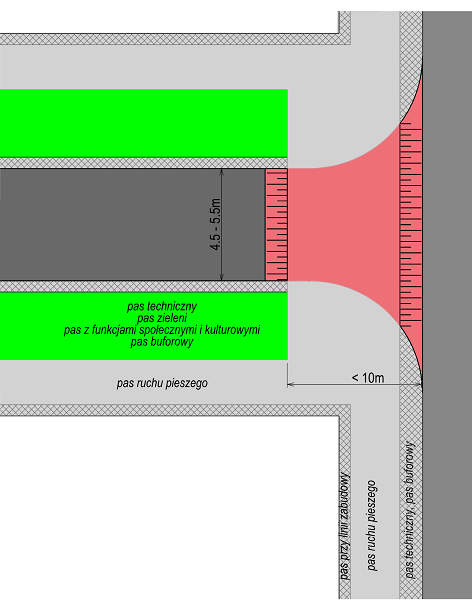 4.5 - 5.5m
pas techniczny
pas zieleni
pas z funkcjami społecznymi i kulturowymi
pas buforowy
pas ruchu pieszego
< 10m
pas przy linii zabudowy
pas ruchu pieszego
pas techniczny, pas buforowy